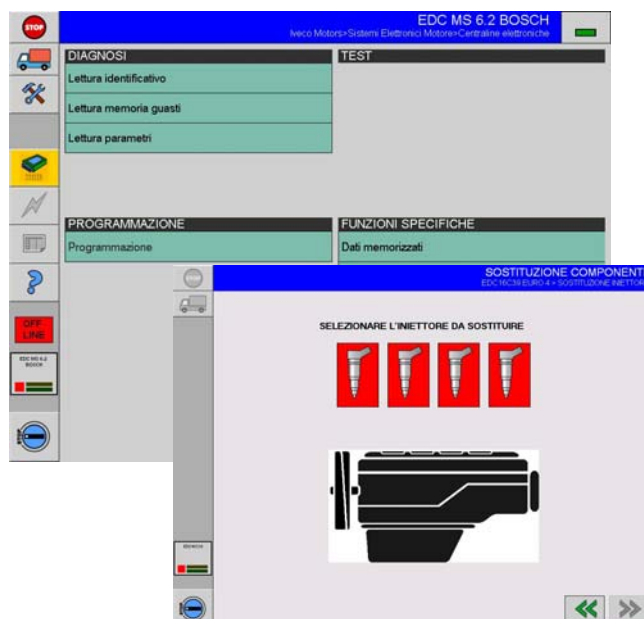 STOP
EDC MS 6.2 BOSCH
Iveco Motors>Sistemi Elettronici Motore>Centraline elettroniche
DIAGNOSI
TEST
Lettura identificativo
Lettura memoria guasti
Lettura parametri
PROGRAMMAZIONE
FUNZIONI SPECIFICHE
Programmazione
Dati memorizzati
OFF
LINE
EDC MS 6.2
BOSCH
STOP
SOSTITUZIONE COMPONENTI
EDC16C39 EURO 4 > SOSTITUZIONE INIETTOR
SELEZIONARE L'INIETTORE DA SOSTITUIRE